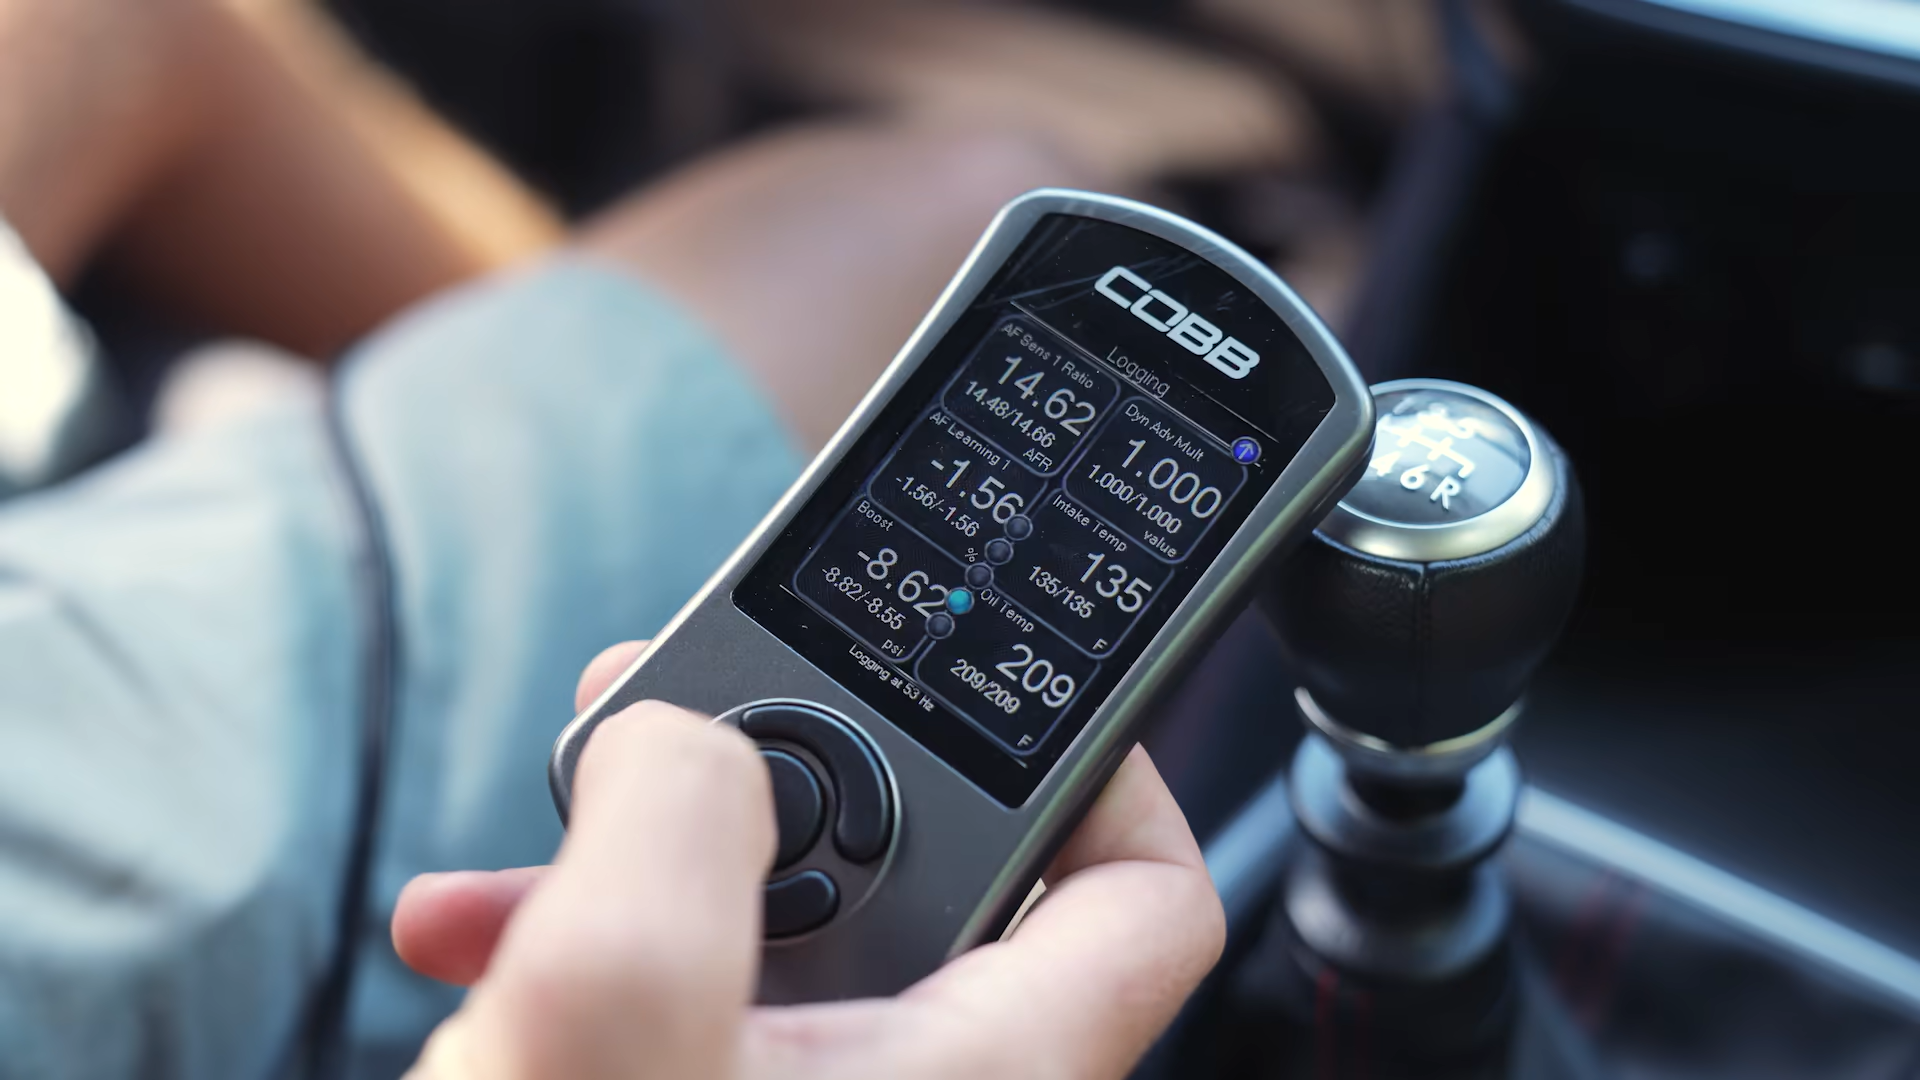 COBB
Logging
AF Sens 1 Ratio
14.62
14.48/14.66
AFR
Dyn Adv Mult
1.000
1.000/1.000
value
AF Learning 1
-1.56
-1.56/-1.56
%
Intake Temp
135
135/135
F
Boost
-8.62
-8.82/-8.55
psi
Oil Temp
209
209/209
F
Logging at 53 Hz
4 6 R